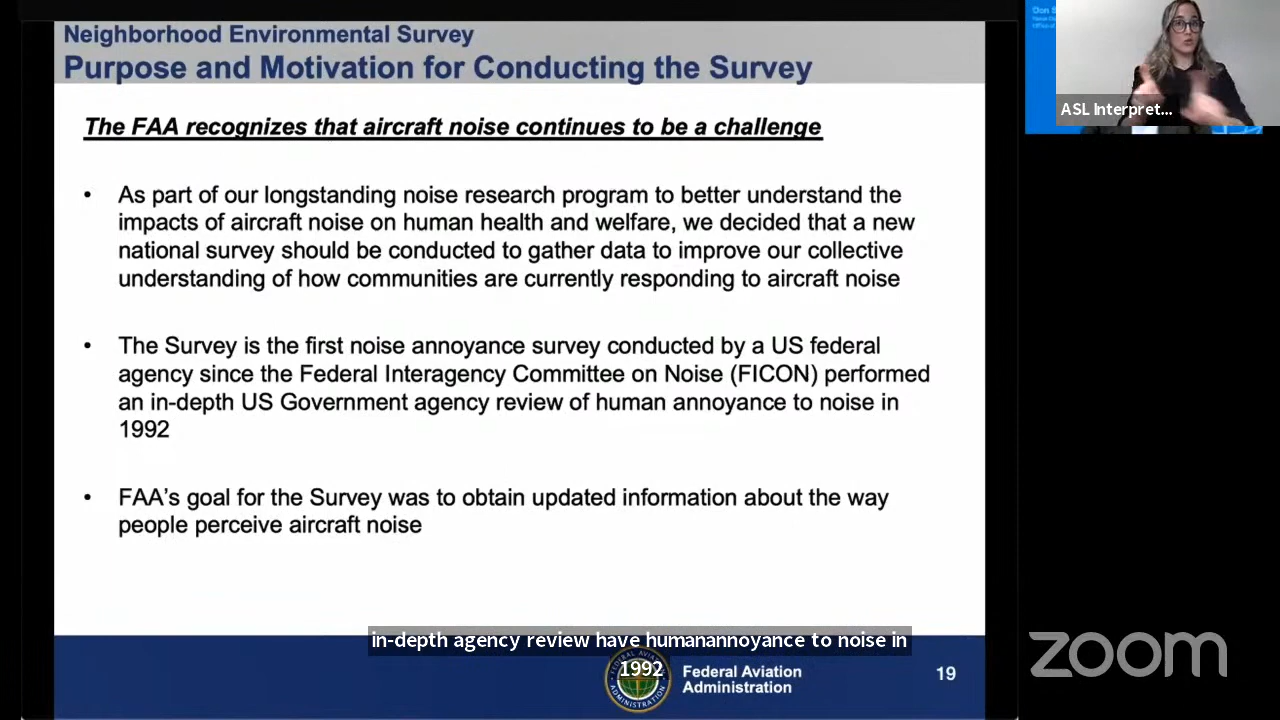 Neighborhood Environmental Survey
Purpose and Motivation for Conducting the Survey
The FAA recognizes that aircraft noise continues to be a challenge
• As part of our longstanding noise research program to better understand the
impacts of aircraft noise on human health and welfare, we decided that a new
national survey should be conducted to gather data to improve our collective
understanding of how communities are currently responding to aircraft noise
• The Survey is the first noise annoyance survey conducted by a US federal
agency since the Federal Interagency Committee on Noise (FICON) performed
an in-depth US Government agency review of human annoyance to noise in
1992
• FAA's goal for the Survey was to obtain updated information about the way
people perceive aircraft noise
in-depth agency review have humanannoyance to noise in
1992
Federal Aviation
Administration
19
ASL Interpret...
zoom